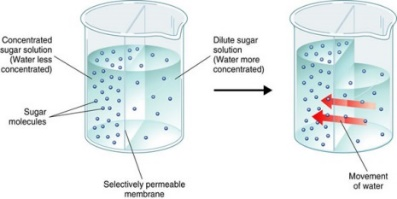 Concentrated
sugar solution
(Water less
concentrated)
Sugar
molecules
Selectively permeable
membrane
Dilute sugar
solution
(Water more
concentrated)
Movement
of water